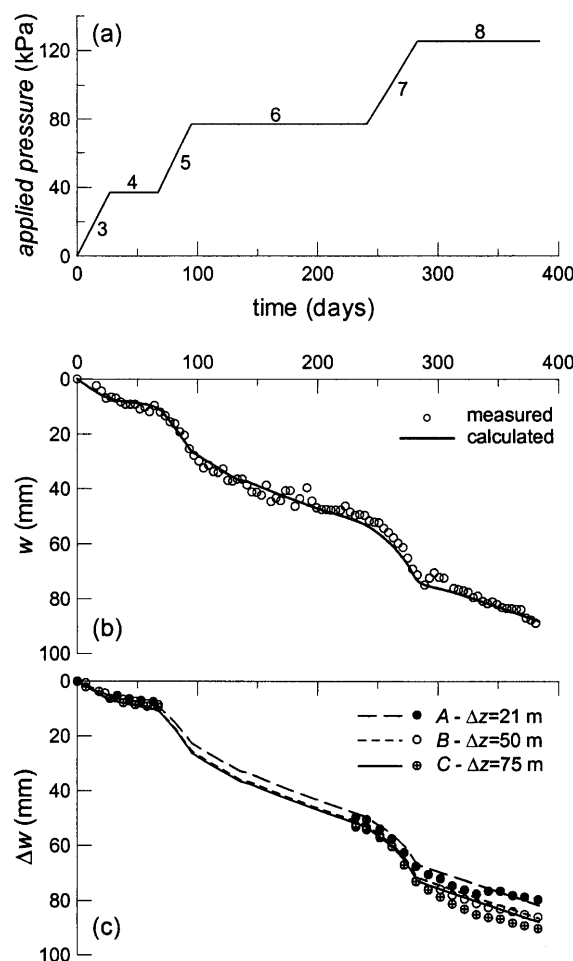 (a)
applied pressure (kPa)
120
80
40
0
3
4
5
6
7
8
0 100 200 300 400
time (days)
0 100 200 300 400
0
20
40
60
80
100
w (mm)
measured
calculated
(b)
0
20
40
60
80
100
Δw (mm)
A - Δz=21 m
B - Δz=50 m
C - Δz=75 m
(c)